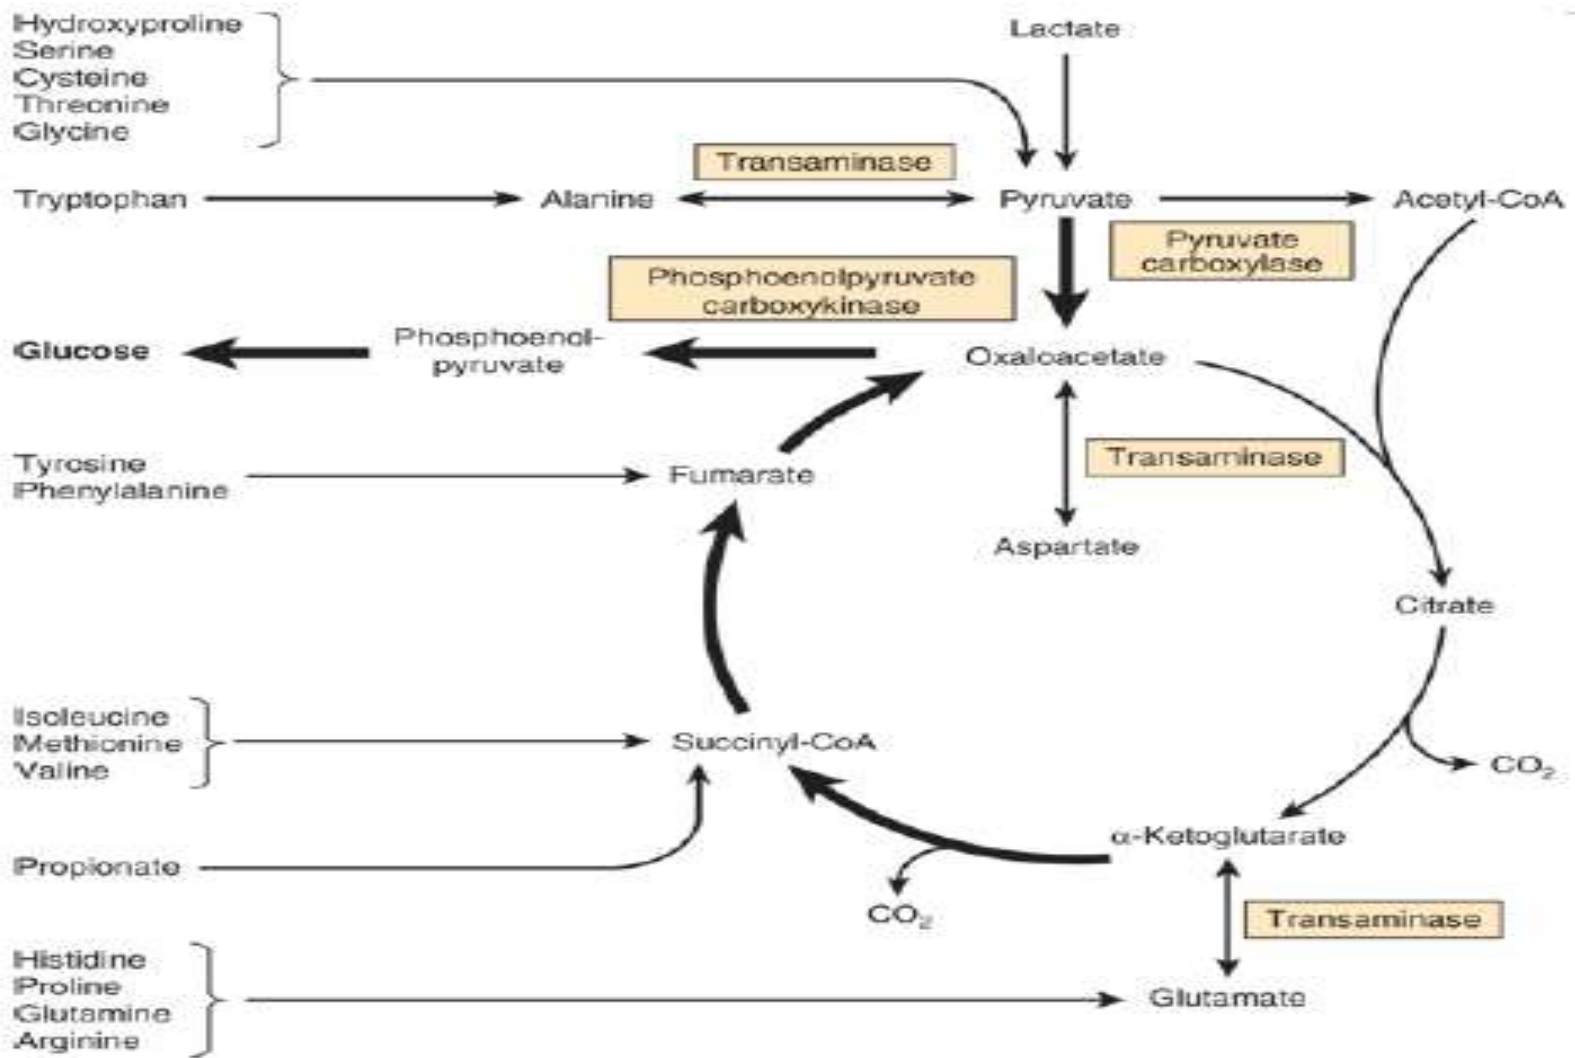 Hydroxyproline
Serine
Cysteine
Threonine
Glycine
Lactate
Transaminase
Tryptophan
Alanine
Pyruvate
Acetyl-CoA
Pyruvate
carboxylase
Phosphoenolpyruvate
carboxykinase
Glucose
Phosphoenol-
pyruvate
Oxaloacetate
Tyrosine
Phenylalanine
Fumarate
Transaminase
Aspartate
Citrate
Isoleucine
Methionine
Valine
Succinyl-CoA
CO₂
α-Ketoglutarate
Propionate
CO₂
Transaminase
Histidine
Proline
Glutamine
Arginine
Glutamate